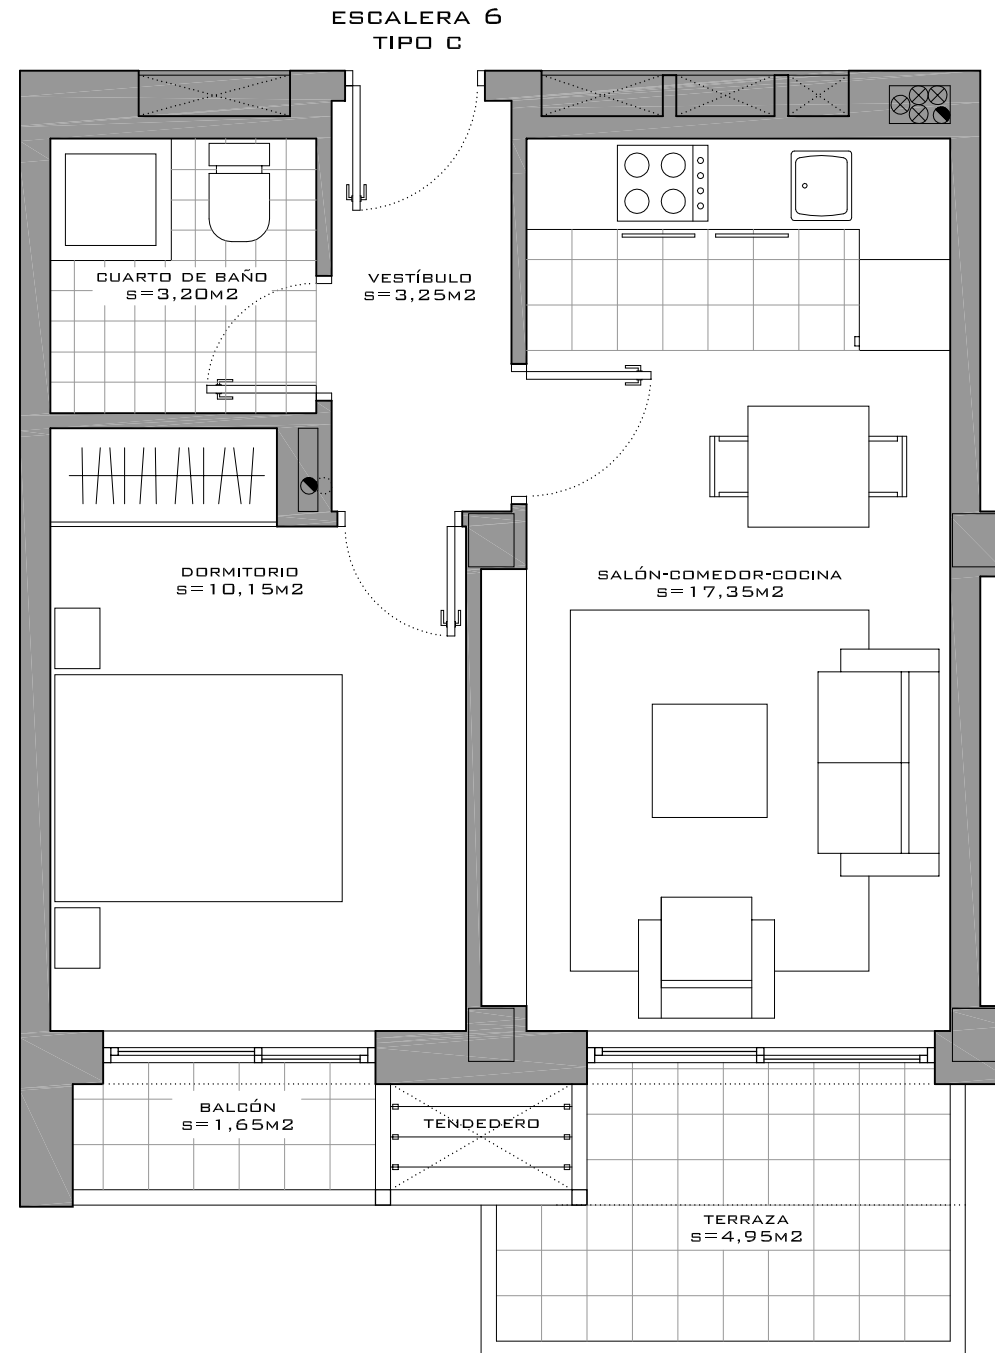 ESCALERA 6
TIPO C
CUARTO DE BAÑO
S=3,20M2
VESTÍBULO
S=3,25M2
DORMITORIO
S=10,15M2
SALÓN-COMEDOR-COCINA
S=17,35M2
BALCÓN
S=1,65M2
TENDEDERO
TERRAZA
S=4,95M2